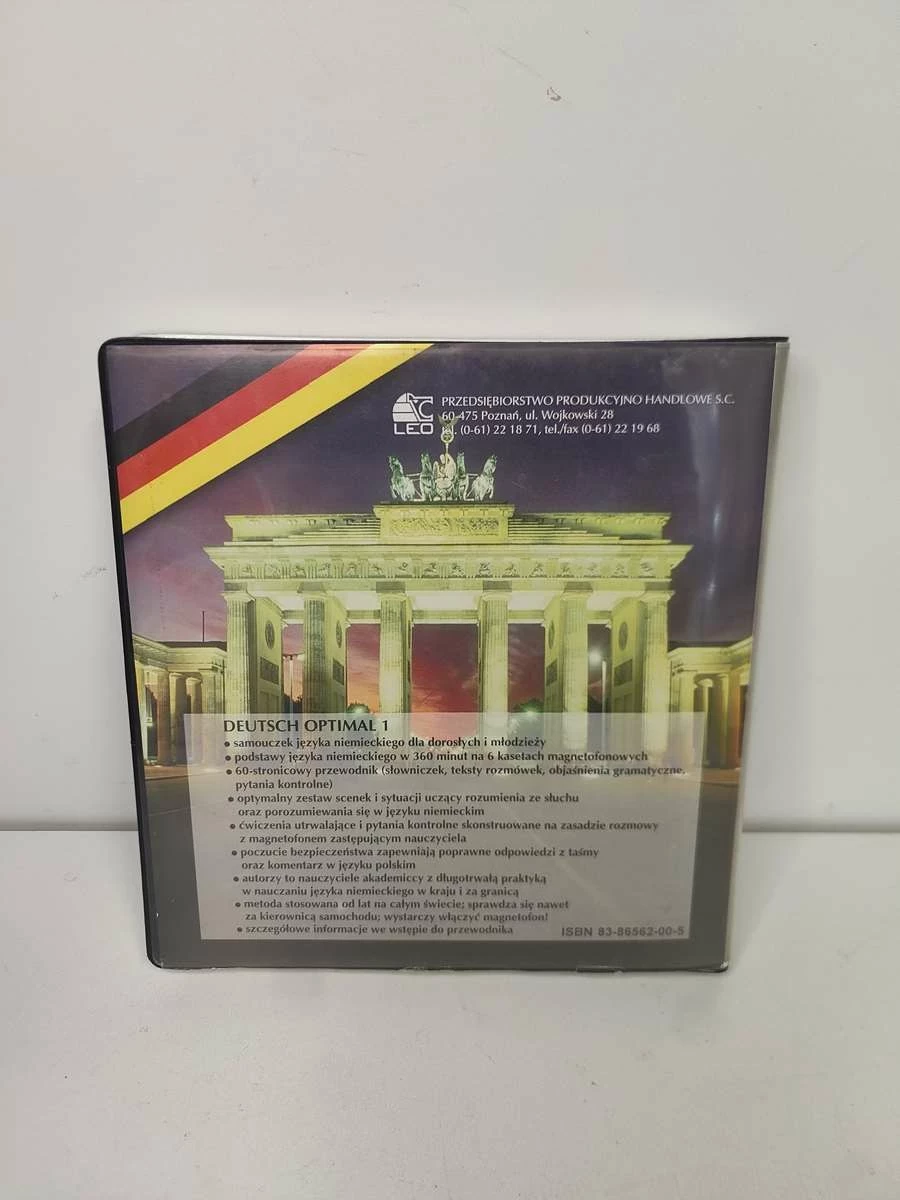 LEO
PRZEDSIĘBIORSTWO PRODUKCYJNO HANDLOWE S.C.
60-475 Poznań, ul. Wojkowski 28
tel. (0-61) 22 18 71, tel./fax (0-61) 22 19 68
DEUTSCH OPTIMAL 1
• samouczek języka niemieckiego dla dorosłych i młodzieży
• podstawy języka niemieckiego w 360 minut na 6 kasetach magnetofonowych
• 60-stronicowy przewodnik (słowniczek, teksty rozmówek, objaśnienia gramatyczne,
pytania kontrolne)
• optymalny zestaw scenek i sytuacji uczący rozumienia ze słuchu
oraz porozumiewania się w języku niemieckim
• ćwiczenia utrwalające i pytania kontrolne skonstruowane na zasadzie rozmowy
z magnetofonem zastępującym nauczyciela
• poczucie bezpieczeństwa zapewniają poprawne odpowiedzi z taśmy
oraz komentarz w języku polskim
• autorzy to nauczyciele akademiccy z długotrwałą praktyką
w nauczaniu języka niemieckiego w kraju i za granicą
• metoda stosowana od lat na całym świecie; sprawdza się nawet
za kierownicą samochodu; wystarczy włączyć magnetofon!
• szczegółowe informacje we wstępie do przewodnika
ISBN 83-86562-00-5